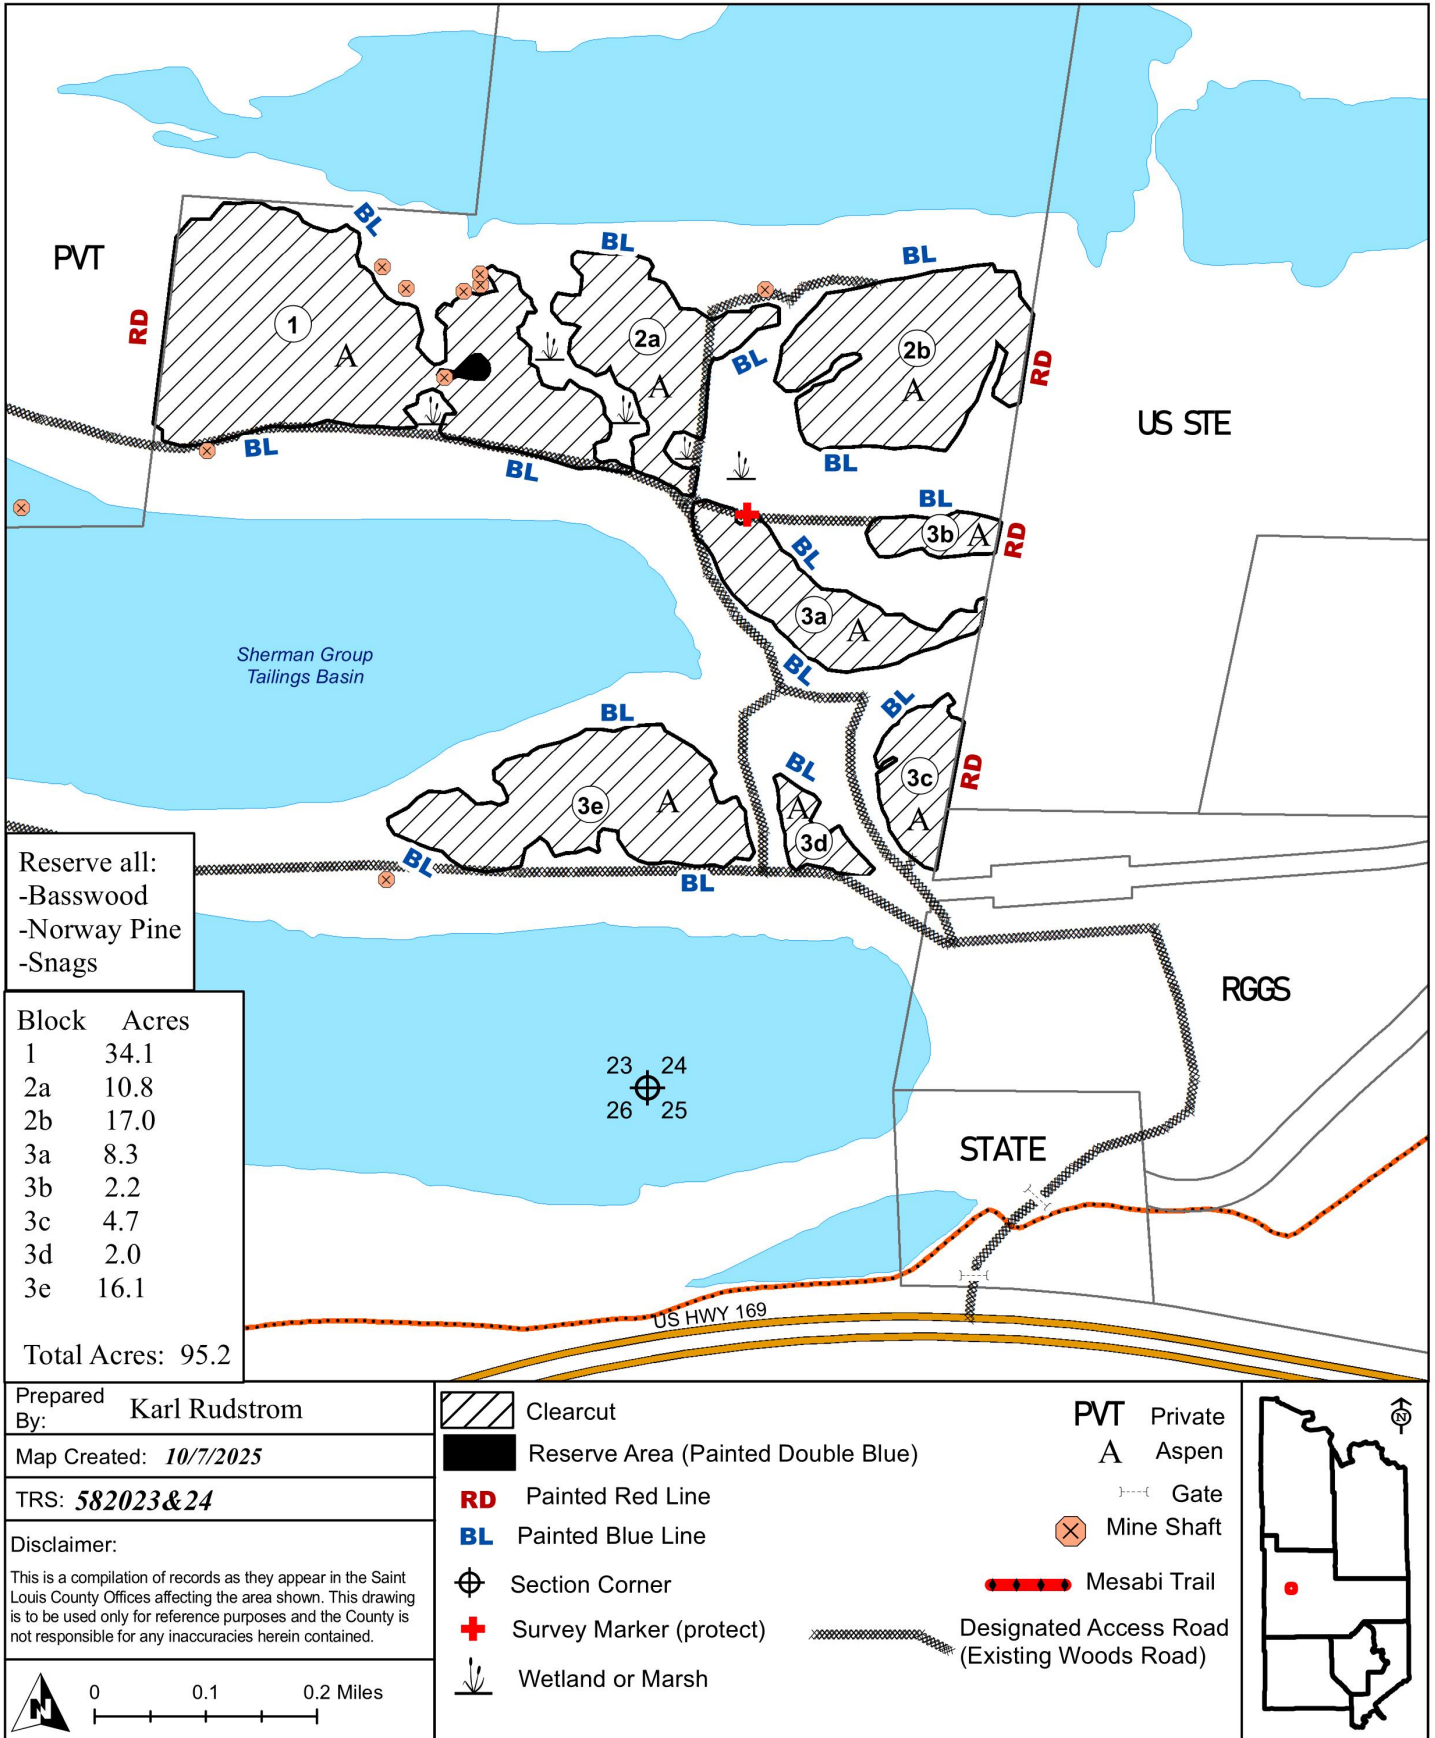 PVT
BL
BL
BL
RD
1
A
2a
A
BL
2b
A
RD
US STE
BL
BL
BL
BL
BL
3b
A
RD
3a
A
BL
Sherman Group
Tailings Basin
BL
BL
BL
RD
3c
A
3e
A
A
3d
BL
BL
Reserve all:
-Basswood
-Norway Pine
-Snags
RGGS
Block Acres
1 34.1
2a 10.8
2b 17.0
3a 8.3
3b 2.2
3c 4.7
3d 2.0
3e 16.1
Total Acres: 95.2
23 24
26 25
STATE
US HWY 169
Prepared
By: Karl Rudstrom
Map Created: 10/7/2025
TRS: 582023&24
Disclaimer:
This is a compilation of records as they appear in the Saint
Louis County Offices affecting the area shown. This drawing
is to be used only for reference purposes and the County is
not responsible for any inaccuracies herein contained.
N
0 0.1 0.2 Miles
Clearcut
Reserve Area (Painted Double Blue)
RD Painted Red Line
BL Painted Blue Line
Section Corner
Survey Marker (protect)
Wetland or Marsh
PVT Private
A Aspen
Gate
Mine Shaft
Mesabi Trail
Designated Access Road
(Existing Woods Road)
N